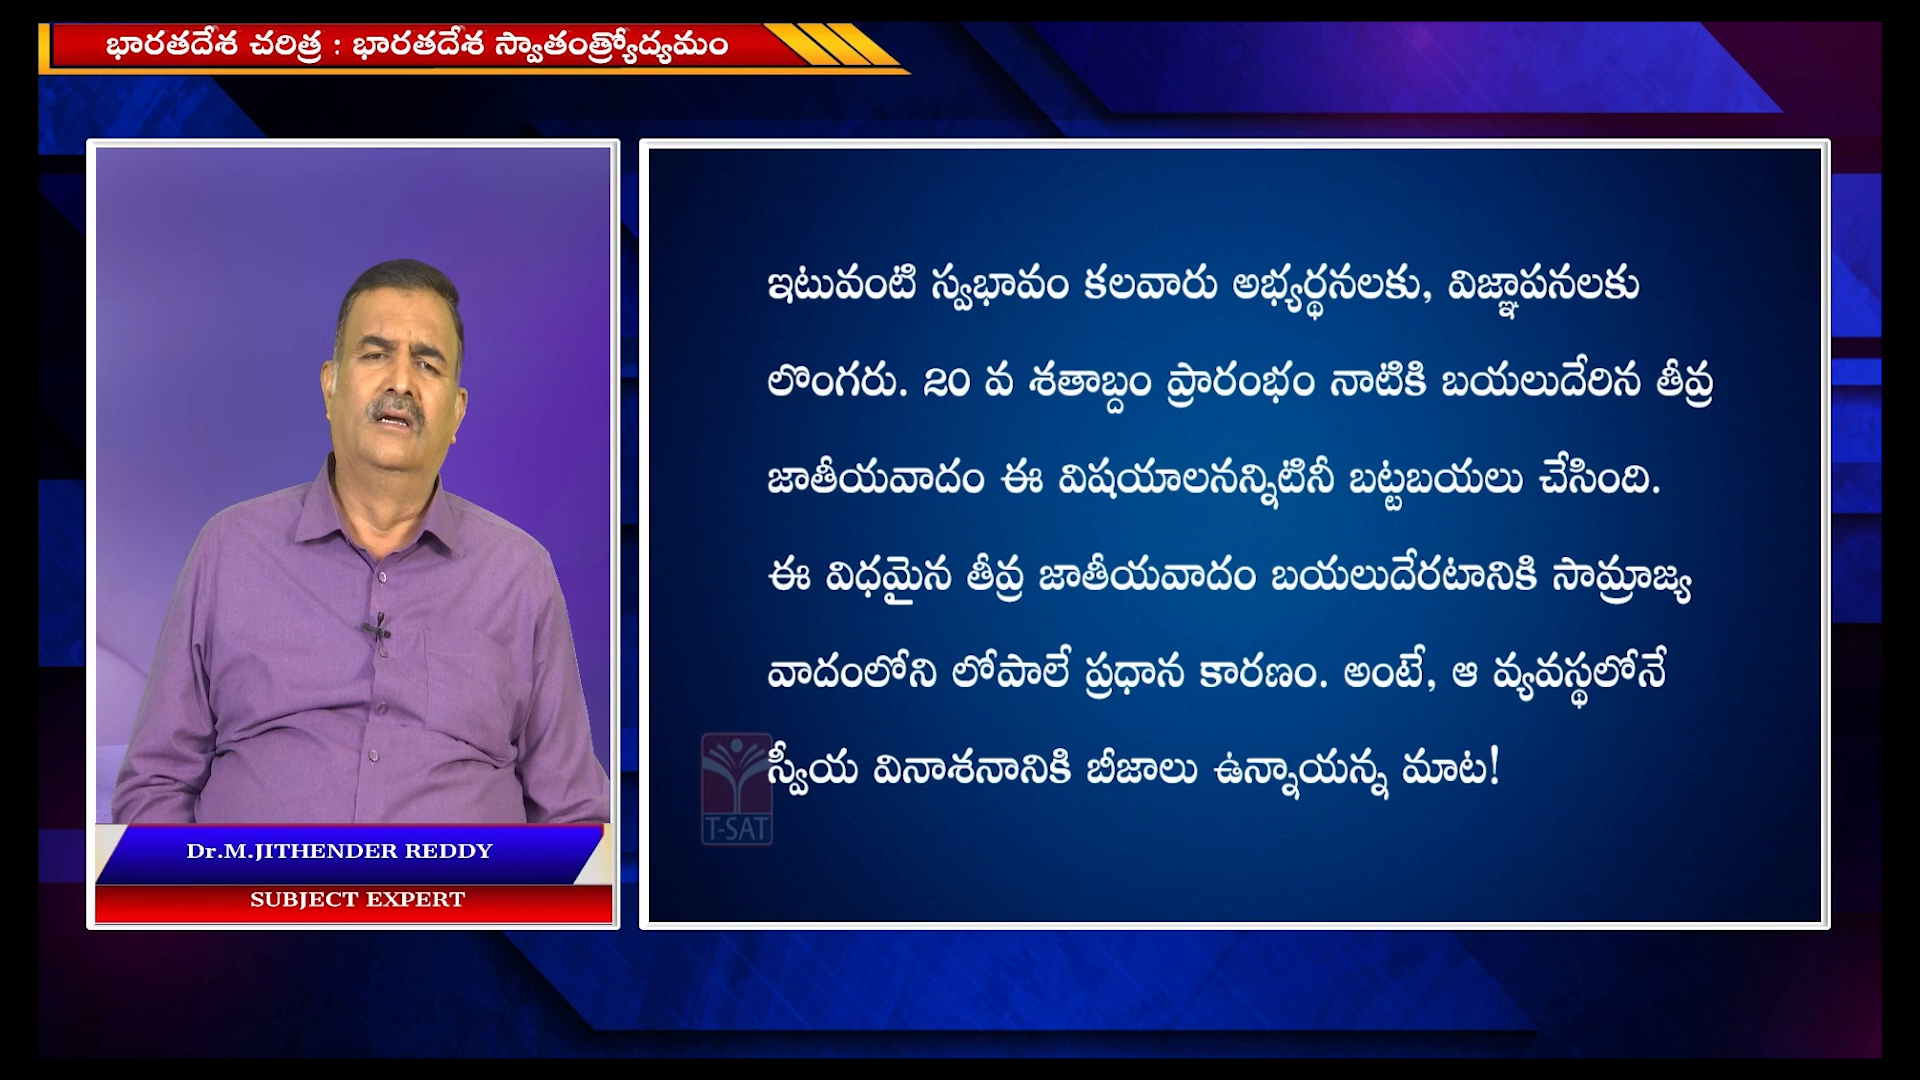 భారతదేశ చరిత్ర : భారతదేశ స్వాతంత్ర్యోద్యమం
ఇటువంటి స్వభావం కలవారు అభ్యర్థనలకు, విజ్ఞాపనలకు
లొంగరు. 20 వ శతాబ్దం ప్రారంభం నాటికి బయలుదేరిన తీవ్ర
జాతీయవాదం ఈ విషయాలనన్నిటినీ బట్టబయలు చేసింది.
ఈ విధమైన తీవ్ర జాతీయవాదం బయలుదేరటానికి సామ్రాజ్య
వాదంలోని లోపాలే ప్రధాన కారణం. అంటే, ఆ వ్యవస్థలోనే
స్వీయ వినాశనానికి బీజాలు ఉన్నాయన్న మాట!
T-SAT
Dr.M.JITHENDER REDDY
SUBJECT EXPERT